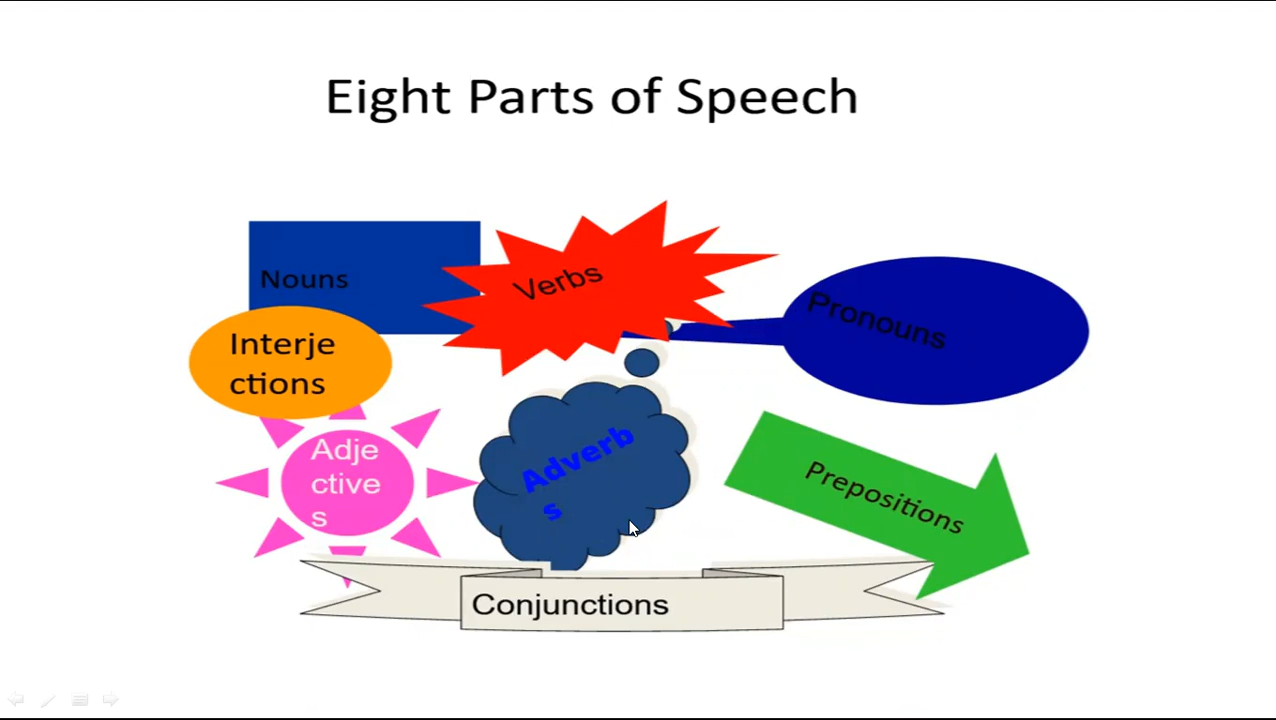 Eight Parts of Speech
Nouns
Verbs
Pronouns
Interje
ctions
Adje
ctive
s
Adverb
s
Prepositions
Conjunctions